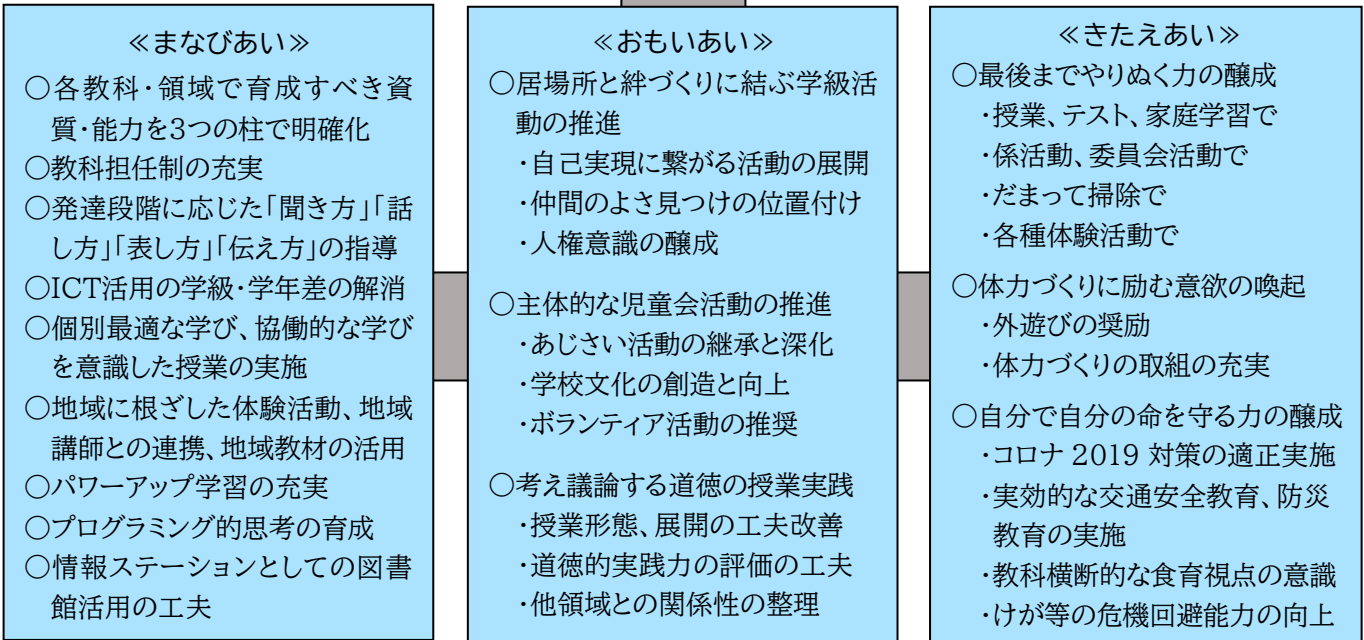 ≪まなびあい≫
○各教科・領域で育成すべき資
質・能力を3つの柱で明確化
○教科担任制の充実
○発達段階に応じた「聞き方」「話
し方」「表し方」「伝え方」の指導
○ICT活用の学級・学年差の解消
○個別最適な学び、協働的な学び
を意識した授業の実施
○地域に根ざした体験活動、地域
講師との連携、地域教材の活用
○パワーアップ学習の充実
○プログラミング的思考の育成
○情報ステーションとしての図書
館活用の工夫
≪おもいあい≫
○居場所と絆づくりに結ぶ学級活
動の推進
・自己実現に繋がる活動の展開
・仲間のよさ見つけの位置付け
・人権意識の醸成
○主体的な児童会活動の推進
・あじさい活動の継承と深化
・学校文化の創造と向上
・ボランティア活動の推奨
○考え議論する道徳の授業実践
・授業形態、展開の工夫改善
・道徳的実践力の評価の工夫
・他領域との関係性の整理
≪きたえあい≫
○最後までやりぬく力の醸成
・授業、テスト、家庭学習で
・係活動、委員会活動で
・だまって掃除で
・各種体験活動で
○体力づくりに励む意欲の喚起
・外遊びの奨励
・体力づくりの取組の充実
○自分で自分の命を守る力の醸成
・コロナ 2019 対策の適正実施
・実効的な交通安全教育、防災
教育の実施
・教科横断的な食育視点の意識
・けが等の危機回避能力の向上